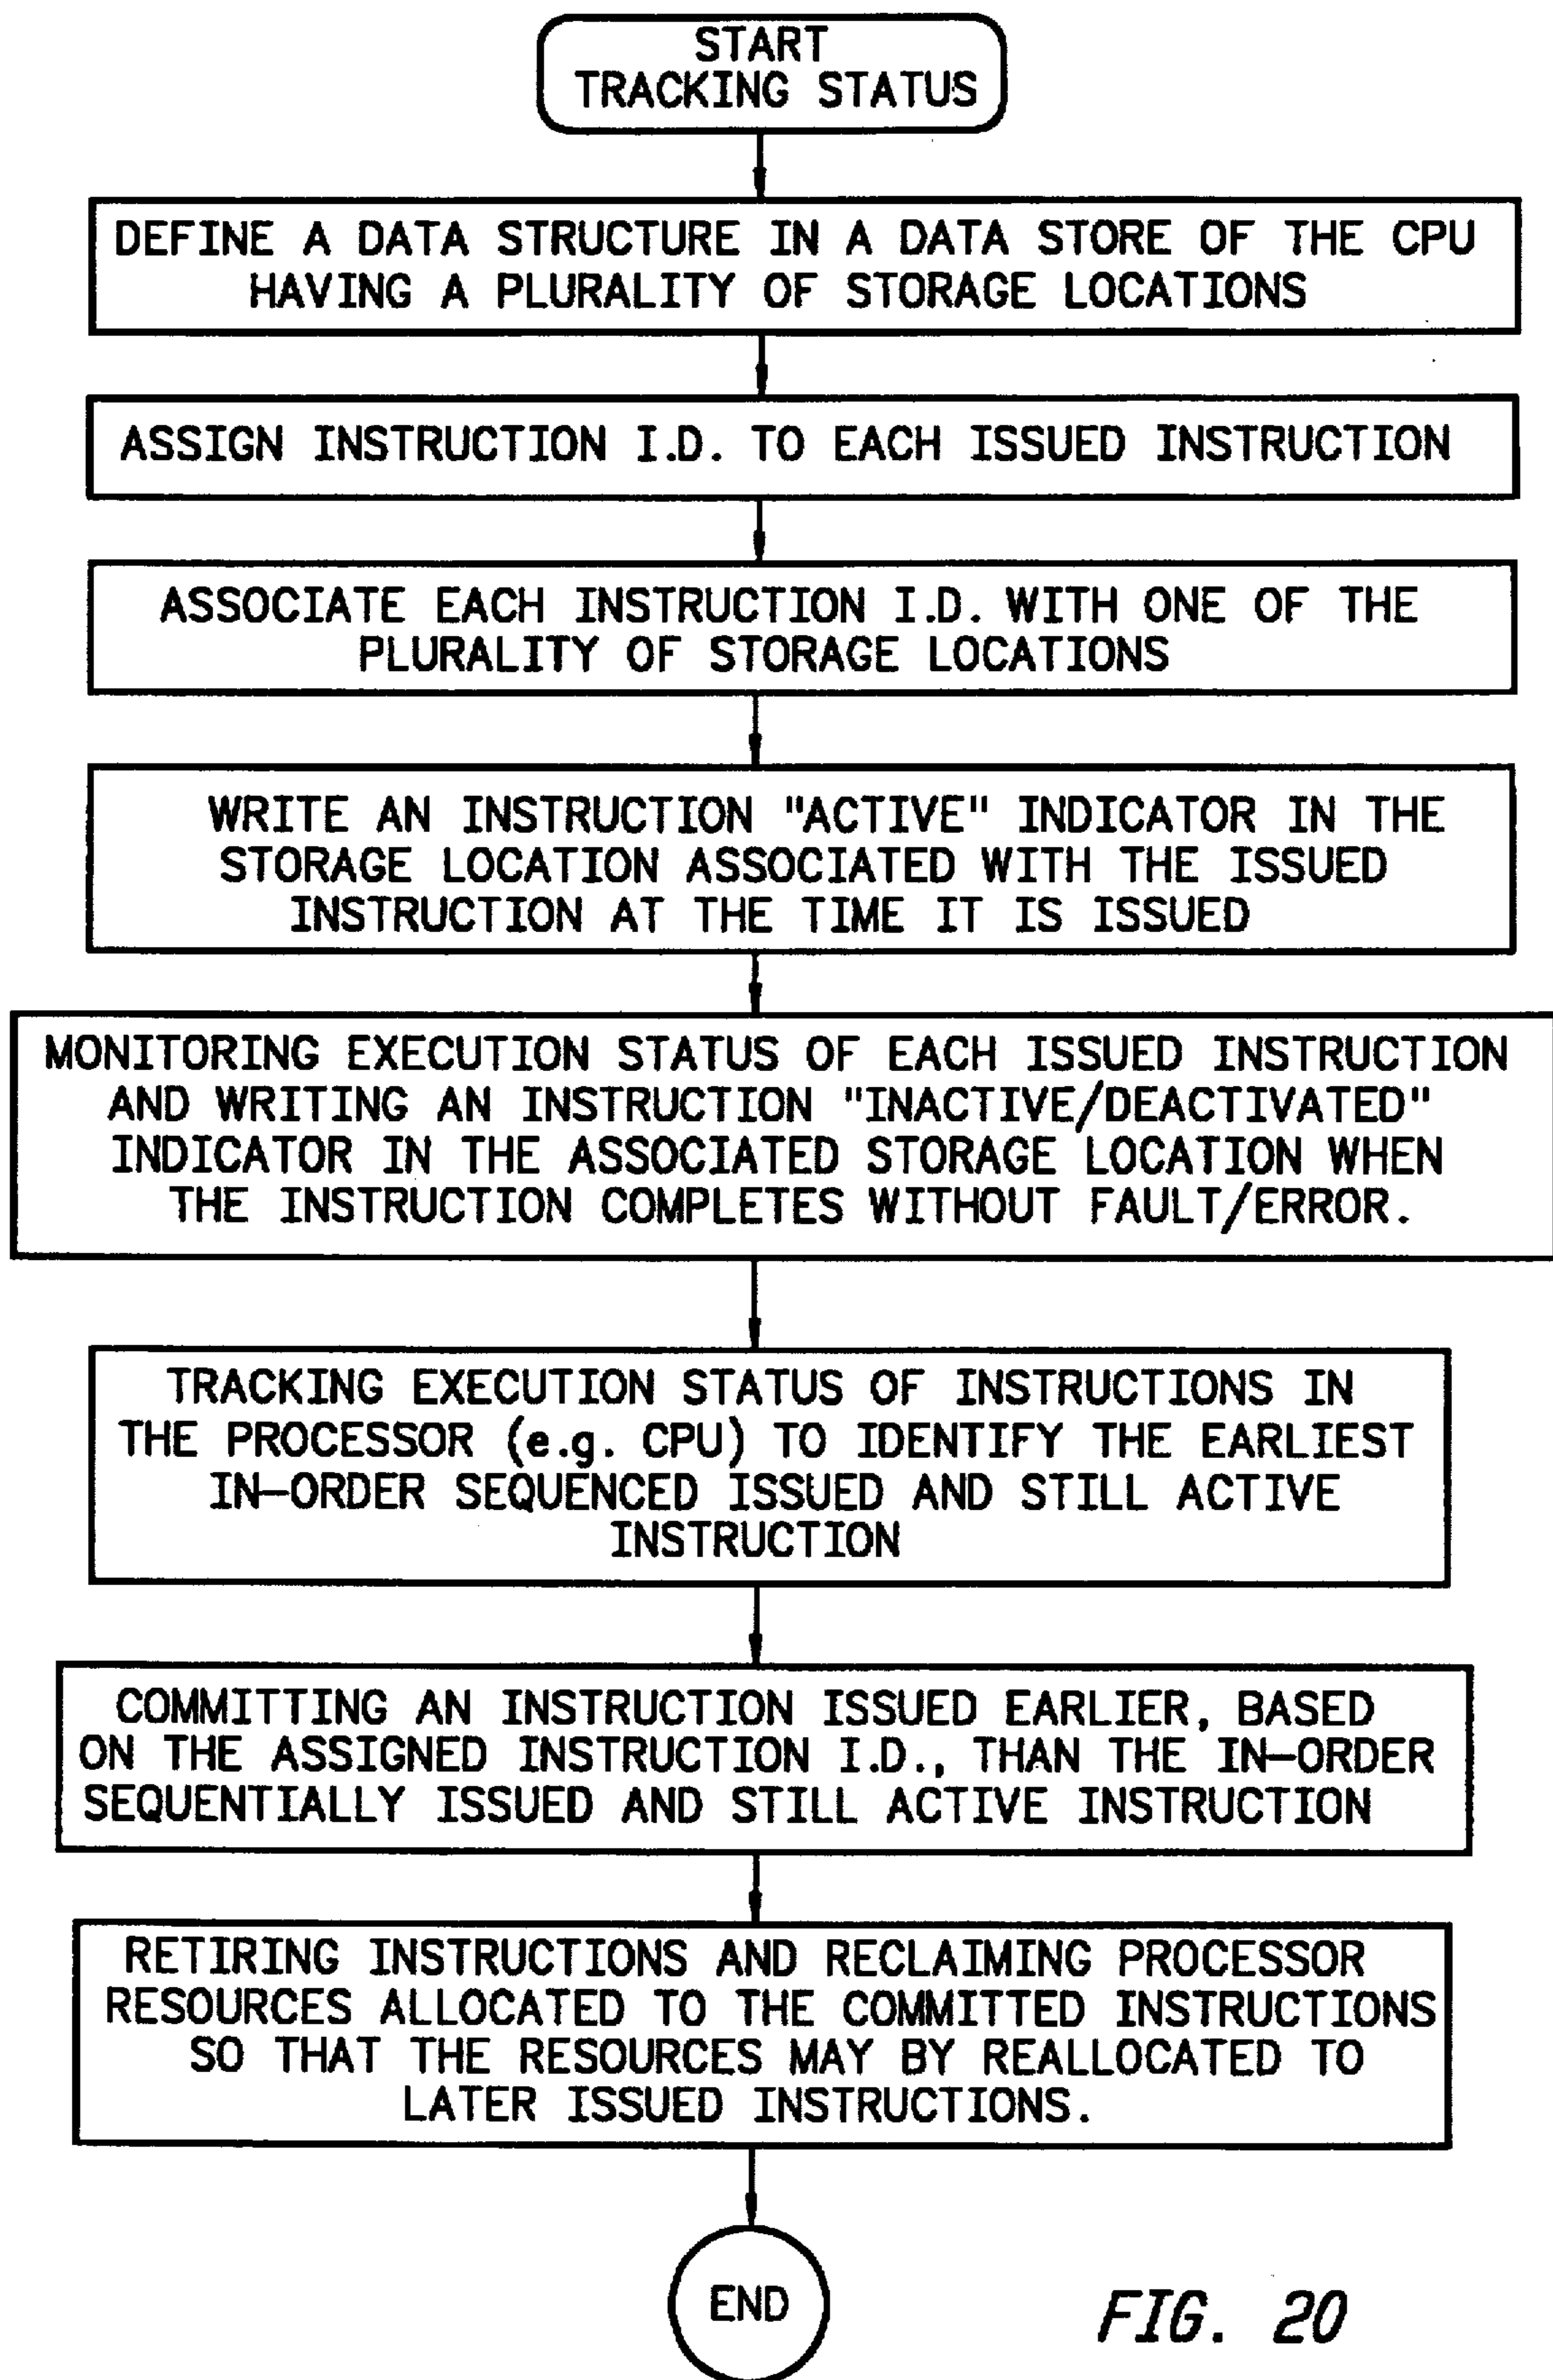 START
TRACKING STATUS
DEFINE A DATA STRUCTURE IN A DATA STORE OF THE CPU
HAVING A PLURALITY OF STORAGE LOCATIONS
ASSIGN INSTRUCTION I.D. TO EACH ISSUED INSTRUCTION
ASSOCIATE EACH INSTRUCTION I.D. WITH ONE OF THE
PLURALITY OF STORAGE LOCATIONS
WRITE AN INSTRUCTION "ACTIVE" INDICATOR IN THE
STORAGE LOCATION ASSOCIATED WITH THE ISSUED
INSTRUCTION AT THE TIME IT IS ISSUED
MONITORING EXECUTION STATUS OF EACH ISSUED INSTRUCTION
AND WRITING AN INSTRUCTION "INACTIVE/DEACTIVATED"
INDICATOR IN THE ASSOCIATED STORAGE LOCATION WHEN
THE INSTRUCTION COMPLETES WITHOUT FAULT/ERROR.
TRACKING EXECUTION STATUS OF INSTRUCTIONS IN
THE PROCESSOR (e.g. CPU) TO IDENTIFY THE EARLIEST
IN-ORDER SEQUENCED ISSUED AND STILL ACTIVE
INSTRUCTION
COMMITTING AN INSTRUCTION ISSUED EARLIER, BASED
ON THE ASSIGNED INSTRUCTION I.D., THAN THE IN-ORDER
SEQUENTIALLY ISSUED AND STILL ACTIVE INSTRUCTION
RETIRING INSTRUCTIONS AND RECLAIMING PROCESSOR
RESOURCES ALLOCATED TO THE COMMITTED INSTRUCTIONS
SO THAT THE RESOURCES MAY BY REALLOCATED TO
LATER ISSUED INSTRUCTIONS.
END
FIG. 20